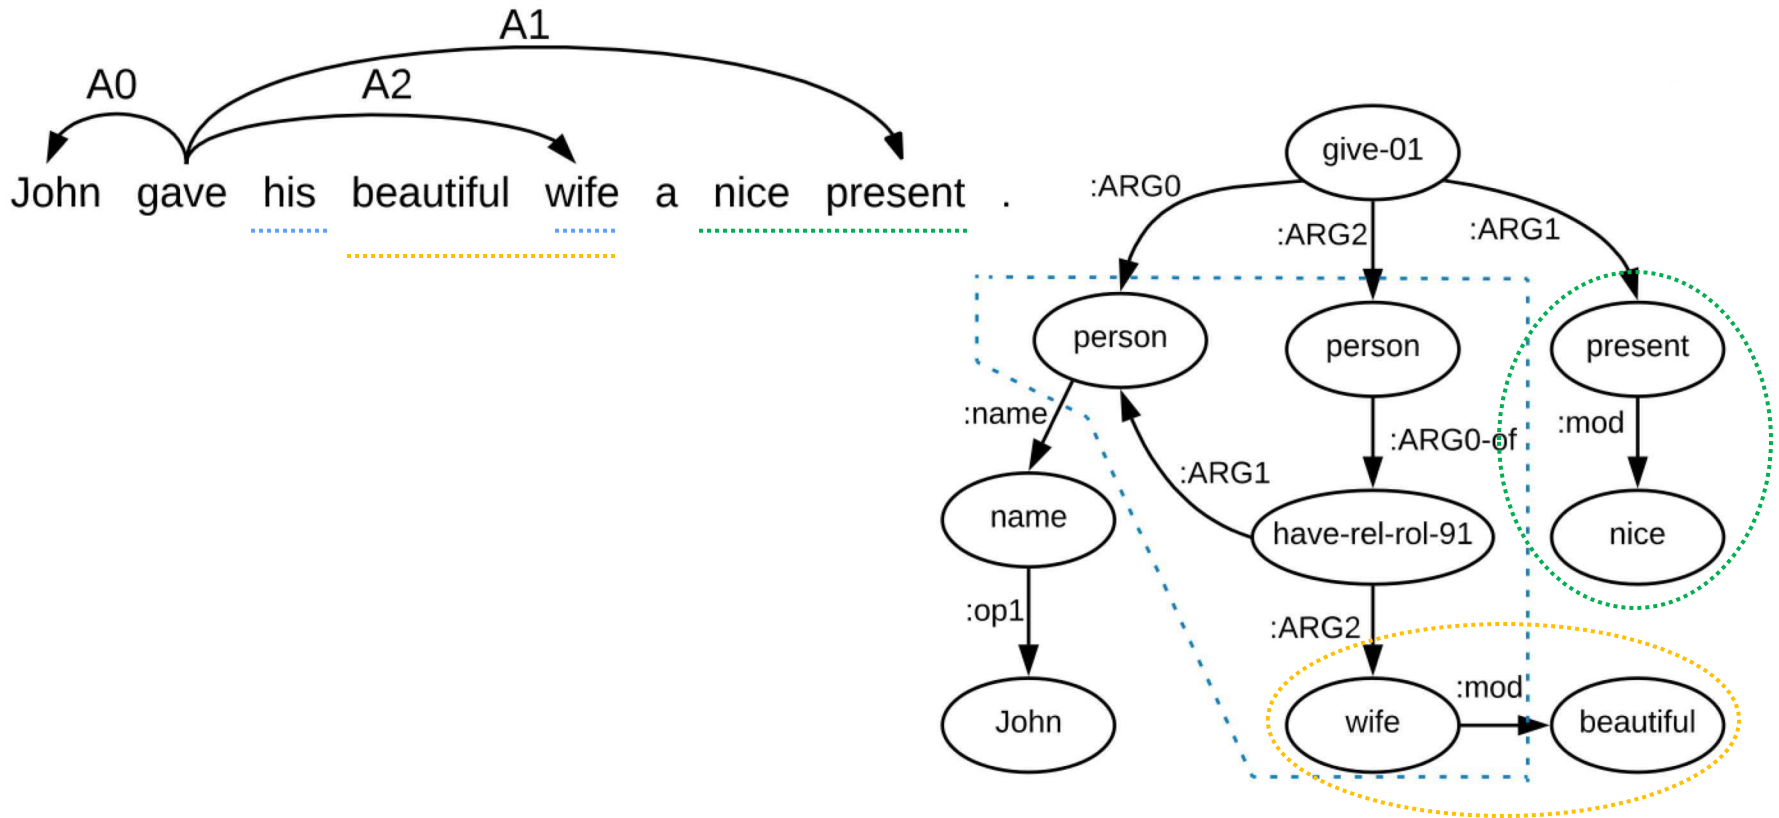 A1
A0
A2
John gave his beautiful wife a nice present .
give-01
:ARG0
:ARG2
:ARG1
person
person
present
:name
:ARG1
:ARG0-of
:mod
name
have-rel-rol-91
nice
:op1
:ARG2
:mod
John
wife
beautiful